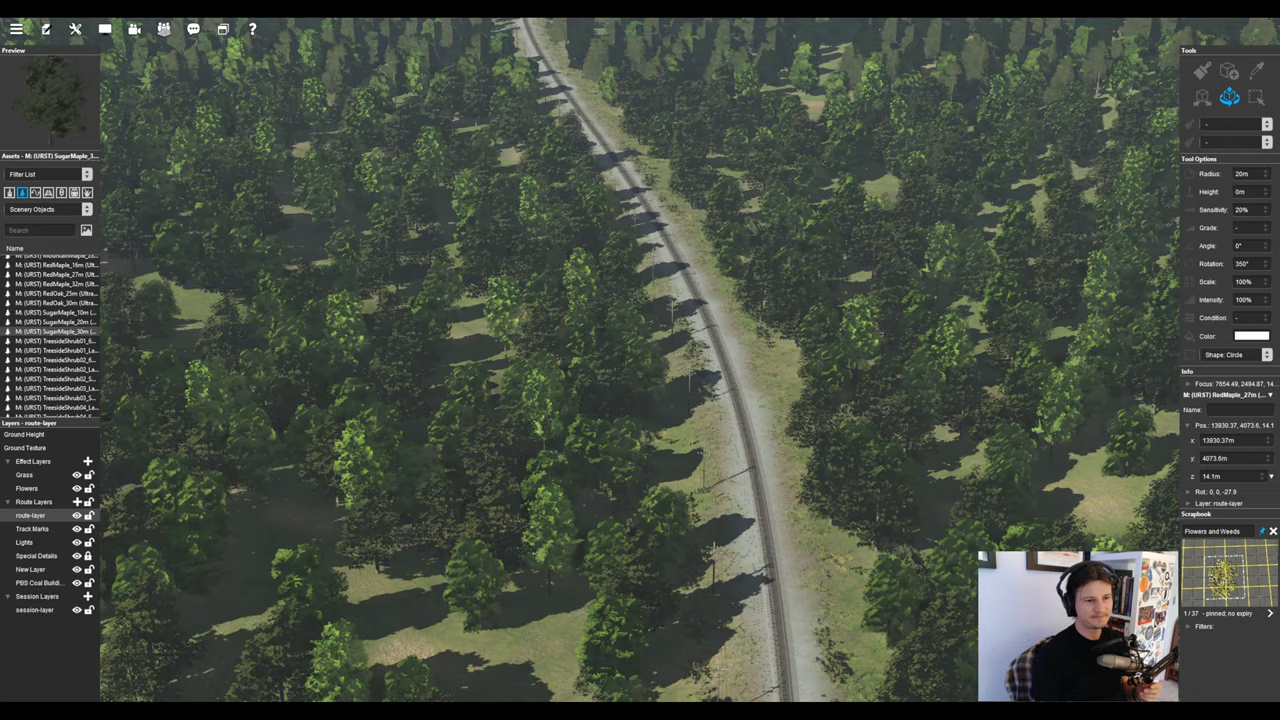 Preview
Assets - M: (URST) SugarMaple_3...
Filter List
Scenery Objects
Search
Name
M: (URST) MountainMaple_2...
M: (URST) RedMaple_16m (Ult...
M: (URST) RedMaple_27m (Ult...
M: (URST) RedMaple_32m (Ult...
M: (URST) RedOak_25m (Ultra...
M: (URST) RedOak_30m (Ultra...
M: (URST) SugarMaple_10m (...
M: (URST) SugarMaple_20m (...
M: (URST) SugarMaple_30m (...
M: (URST) TreesideShrub01_6...
M: (URST) TreesideShrub01_La...
M: (URST) TreesideShrub02_6...
M: (URST) TreesideShrub02_La...
M: (URST) TreesideShrub02_S...
M: (URST) TreesideShrub03_La...
M: (URST) TreesideShrub03_S...
M: (URST) TreesideShrub04_La...
Layers - route-layer
Ground Height
Ground Texture
Effect Layers
Grass
Flowers
Route Layers
route-layer
Track Marks
Lights
Special Details
New Layer
PBS Coal Buildi...
Session Layers
session-layer
Tools
-
-
Tool Options
Radius: 20m
Height: 0m
Sensitivity: 20%
Grade: -
Angle: 0°
Rotation: 350°
Scale: 100%
Intensity: 100%
Condition: -
Color:
Shape: Circle
Info
Focus: 7654.49, 2494.87, 14.
M: (URST) RedMaple_27m (...
Name:
Pos.: 13930.37, 4073.6, 14.1
x: 13930.37m
y: 4073.6m
z: 14.1m
Rot.: 0, 0, -27.9
Layer: route-layer
Scrapbook
Flowers and Weeds
1 / 37 - pinned; no expiry
Filters: